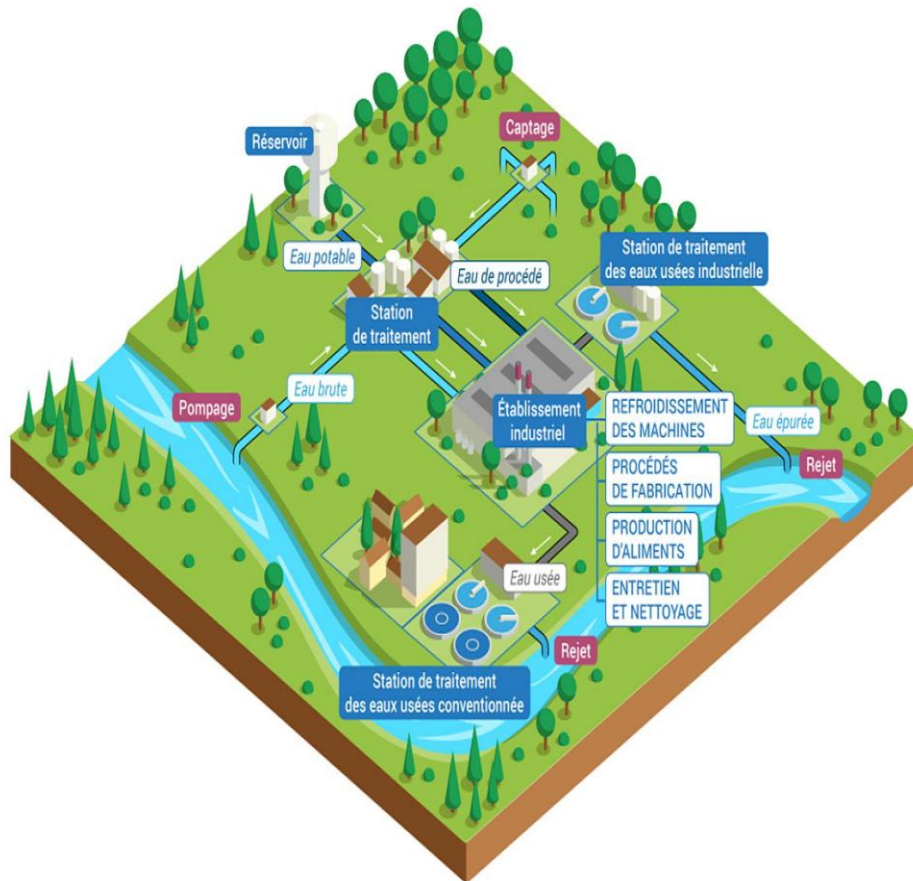 Captage
Réservoir
Station de traitement
des eaux usées industrielle
Eau potable
Eau de procédé
Station
de traitement
Eau brute
Pompage
Établissement
industriel
REFROIDISSEMENT
DES MACHINES
Eau épurée
Rejet
PROCÉDÉS
DE FABRICATION
PRODUCTION
D'ALIMENTS
Eau usée
ENTRETIEN
ET NETTOYAGE
Rejet
Station de traitement
des eaux usées conventionnée